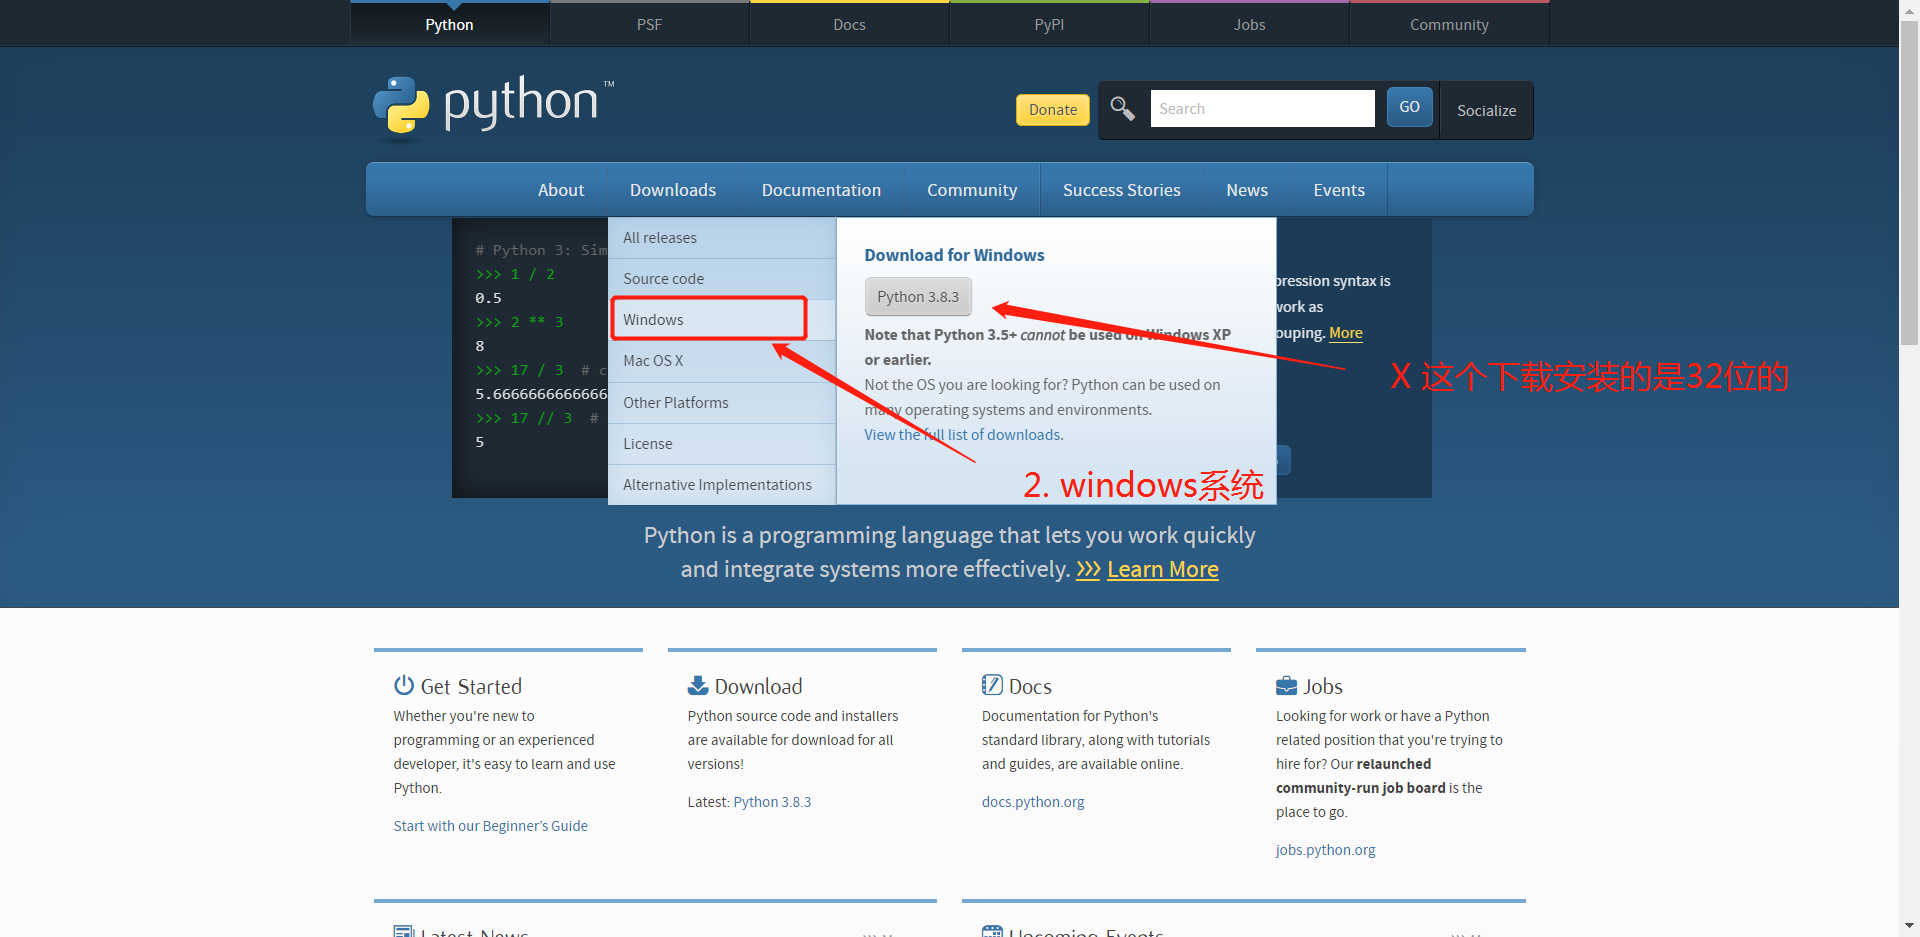 Python
PSF
Docs
PyPI
Jobs
Community
python™
Donate
Search
GO
Socialize
About
Downloads
Documentation
Community
Success Stories
News
Events
# Python 3: Sim
>>> 1 / 2
0.5
>>> 2 ** 3
8
>>> 17 / 3  # c
5.6666666666666
>>> 17 // 3  #
5
All releases
Source code
Windows
Mac OS X
Other Platforms
License
Alternative Implementations
Download for Windows
Python 3.8.3
Note that Python 3.5+ cannot be used on Windows XP
or earlier.
Not the OS you are looking for? Python can be used on
many operating systems and environments.
View the full list of downloads.
2. windows系统
pression syntax is
work as
ouping. More
X 这个下载安装的是32位的
Python is a programming language that lets you work quickly
and integrate systems more effectively. >>> Learn More
Get Started
Whether you're new to
programming or an experienced
developer, it's easy to learn and use
Python.
Start with our Beginner's Guide
Download
Python source code and installers
are available for download for all
versions!
Latest: Python 3.8.3
Docs
Documentation for Python's
standard library, along with tutorials
and guides, are available online.
docs.python.org
Jobs
Looking for work or have a Python
related position that you're trying to
hire for? Our relaunched
community-run job board is the
place to go.
jobs.python.org
Latest News
Upcoming Events